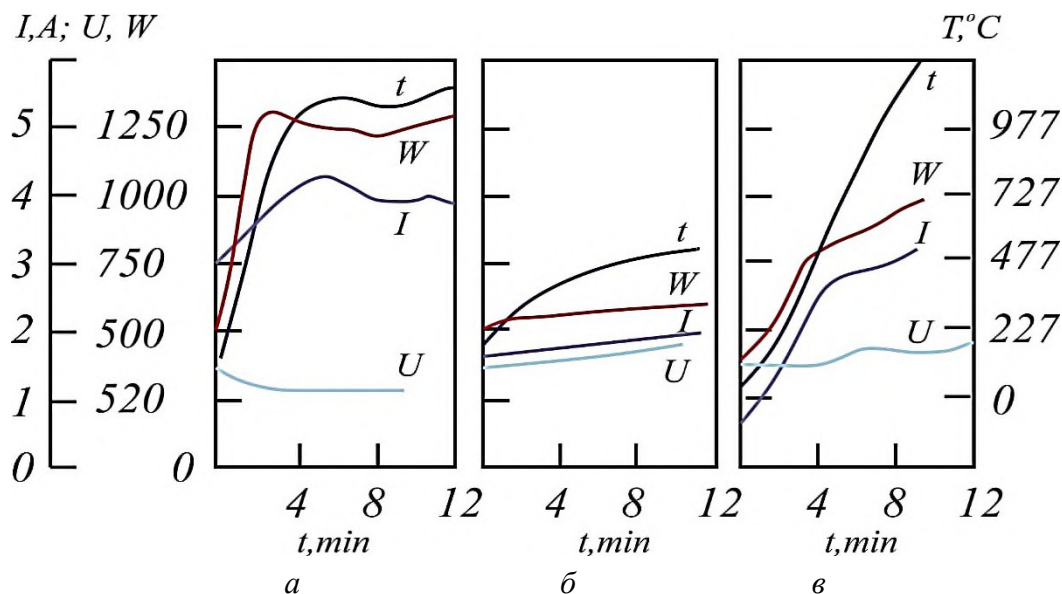 I,A; U, W T,°C
5 1250 977
4 1000 727
3 750 477
2 500 227
1 520 0
0 0
t
W
I
U
t
W
I
U
t
W
I
U
4 8 12 4 8 12 4 8 12
t,min t,min t,min
а б в